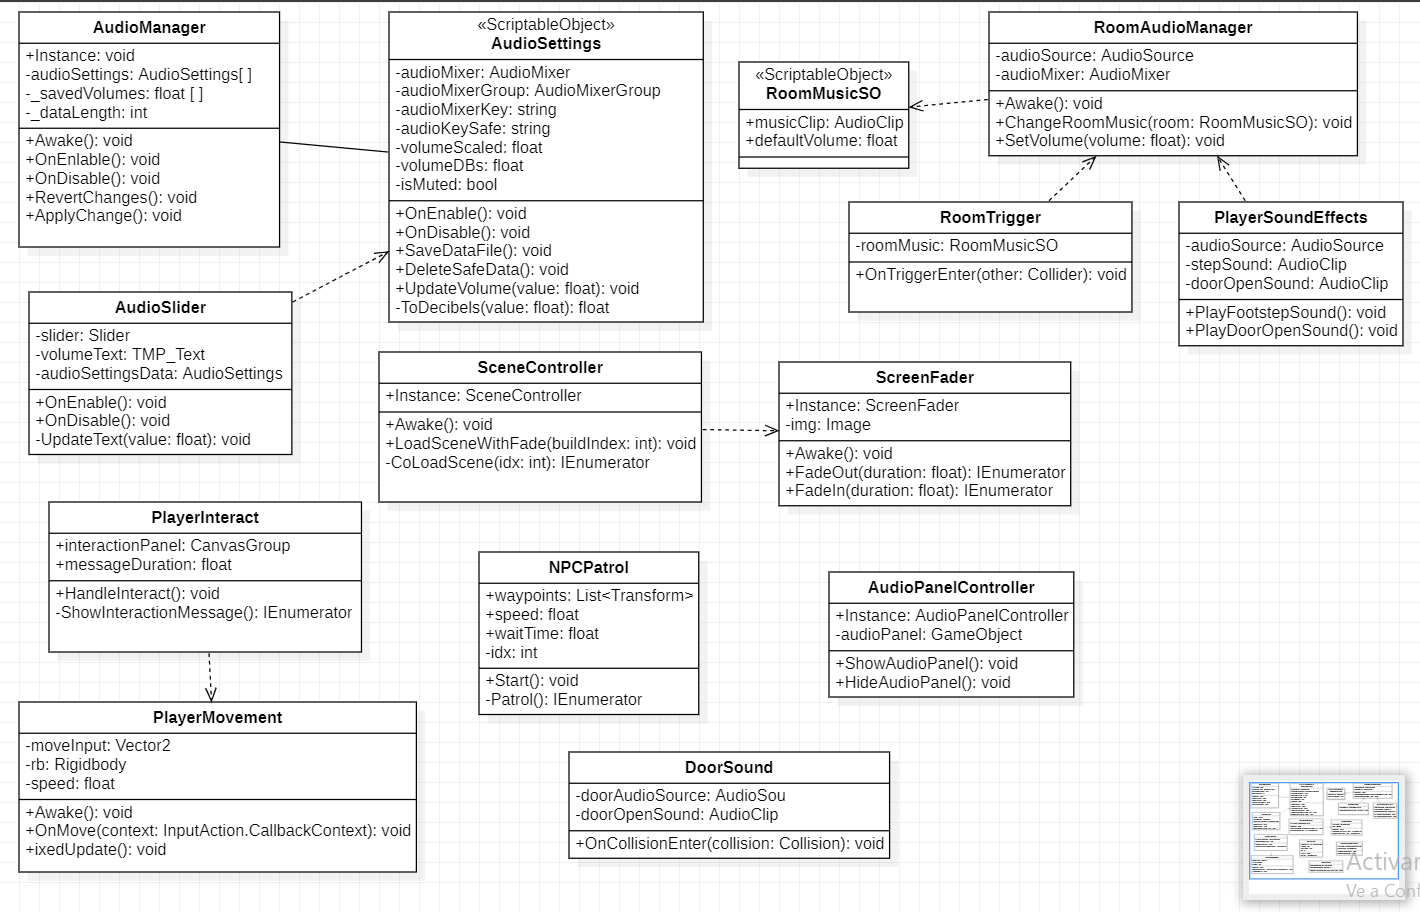 AudioManager
+Instance: void
-audioSettings: AudioSettings[ ]
-_savedVolumes: float [ ]
-_dataLength: int
+Awake(): void
+OnEnlable(): void
+OnDisable(): void
+RevertChanges(): void
+ApplyChange(): void
«ScriptableObject»
AudioSettings
-audioMixer: AudioMixer
-audioMixerGroup: AudioMixerGroup
-audioMixerKey: string
-audioKeySafe: string
-volumeScaled: float
-volumeDBs: float
-isMuted: bool
+OnEnable(): void
+OnDisable(): void
+SaveDataFile(): void
+DeleteSafeData(): void
+UpdateVolume(value: float): void
-ToDecibels(value: float): float
«ScriptableObject»
RoomMusicSO
+musicClip: AudioClip
+defaultVolume: float
RoomAudioManager
-audioSource: AudioSource
-audioMixer: AudioMixer
+Awake(): void
+ChangeRoomMusic(room: RoomMusicSO): void
+SetVolume(volume: float): void
RoomTrigger
-roomMusic: RoomMusicSO
+OnTriggerEnter(other: Collider): void
PlayerSoundEffects
-audioSource: AudioSource
-stepSound: AudioClip
-doorOpenSound: AudioClip
+PlayFootstepSound(): void
+PlayDoorOpenSound(): void
AudioSlider
-slider: Slider
-volumeText: TMP_Text
-audioSettingsData: AudioSettings
+OnEnable(): void
+OnDisable(): void
-UpdateText(value: float): void
SceneController
+Instance: SceneController
+Awake(): void
+LoadSceneWithFade(buildIndex: int): void
-CoLoadScene(idx: int): IEnumerator
ScreenFader
+Instance: ScreenFader
-img: Image
+Awake(): void
+FadeOut(duration: float): IEnumerator
+FadeIn(duration: float): IEnumerator
PlayerInteract
+interactionPanel: CanvasGroup
+messageDuration: float
+HandleInteract(): void
-ShowInteractionMessage(): IEnumerator
NPCPatrol
+waypoints: List<Transform>
+speed: float
+waitTime: float
-idx: int
+Start(): void
-Patrol(): IEnumerator
AudioPanelController
+Instance: AudioPanelController
-audioPanel: GameObject
+ShowAudioPanel(): void
+HideAudioPanel(): void
PlayerMovement
-moveInput: Vector2
-rb: Rigidbody
-speed: float
+Awake(): void
+OnMove(context: InputAction.CallbackContext): void
+ixedUpdate(): void
DoorSound
-doorAudioSource: AudioSou
-doorOpenSound: AudioClip
+OnCollisionEnter(collision: Collision): void
Activar
Ve a Conf